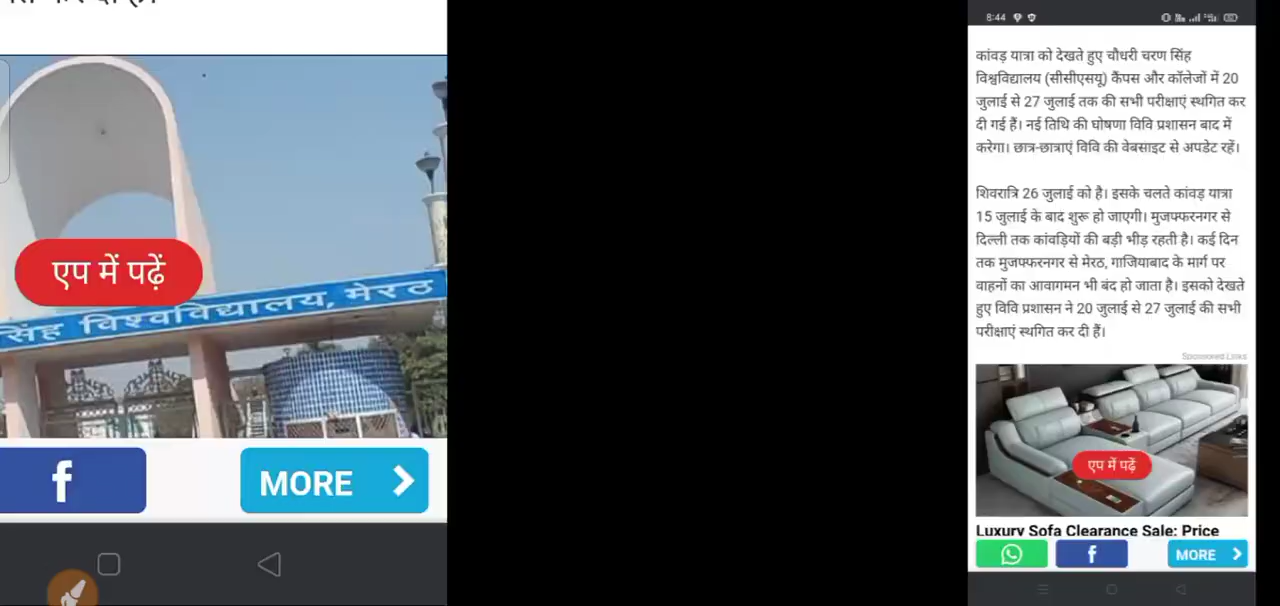 एप में पढ़ें
सिंह विश्वविद्यालय, मेरठ
f
MORE
8:44
कांवड़ यात्रा को देखते हुए चौधरी चरण सिंह
विश्वविद्यालय (सीसीएसयू) कैंपस और कॉलेजों में 20
जुलाई से 27 जुलाई तक की सभी परीक्षाएं स्थगित कर
दी गई हैं। नई तिथि की घोषणा विवि प्रशासन बाद में
करेगा। छात्र-छात्राएं विवि की वेबसाइट से अपडेट रहें।
शिवरात्रि 26 जुलाई को है। इसके चलते कांवड़ यात्रा
15 जुलाई के बाद शुरू हो जाएगी। मुजफ्फरनगर से
दिल्ली तक कांवड़ियों की बड़ी भीड़ रहती है। कई दिन
तक मुजफ्फरनगर से मेरठ, गाजियाबाद के मार्ग पर
वाहनों का आवागमन भी बंद हो जाता है। इसको देखते
हुए विवि प्रशासन ने 20 जुलाई से 27 जुलाई की सभी
परीक्षाएं स्थगित कर दी हैं।
Sponsored Links
एप में पढ़ें
Luxury Sofa Clearance Sale: Price
f
MORE